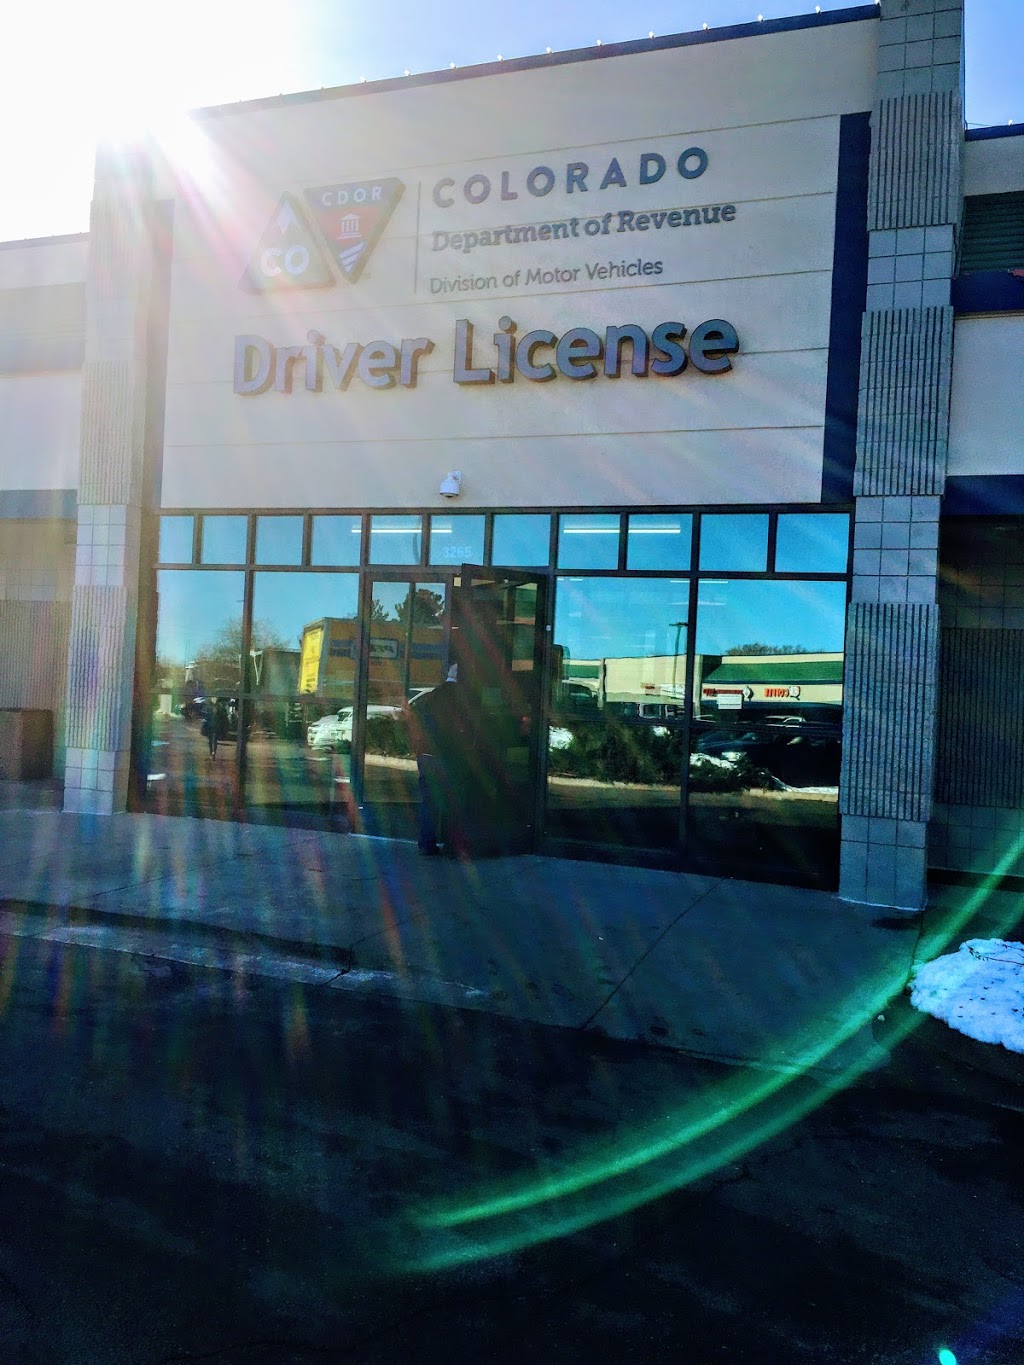 CDOR
CO
COLORADO
Department of Revenue
Division of Motor Vehicles
Driver License
3265